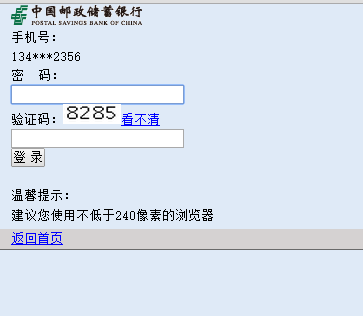 中国邮政储蓄银行
POSTAL SAVINGS BANK OF CHINA
手机号：
134***2356
密　码：
验证码： 8285 看不清
登 录
温馨提示：
建议您使用不低于240像素的浏览器
返回首页